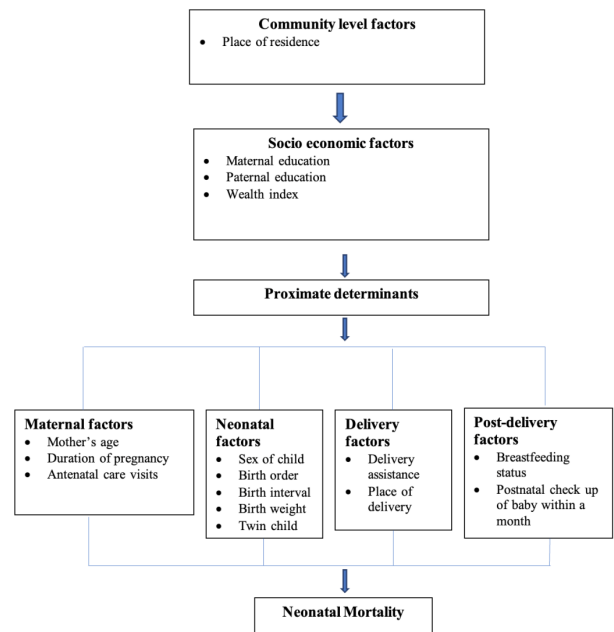 Community level factors
• Place of residence
Socio economic factors
• Maternal education
• Paternal education
• Wealth index
Proximate determinants
Maternal factors
• Mother's age
• Duration of pregnancy
• Antenatal care visits
Neonatal
factors
• Sex of child
• Birth order
• Birth interval
• Birth weight
• Twin child
Delivery
factors
• Delivery
assistance
• Place of
delivery
Post-delivery
factors
• Breastfeeding
status
• Postnatal check up
of baby within a
month
Neonatal Mortality